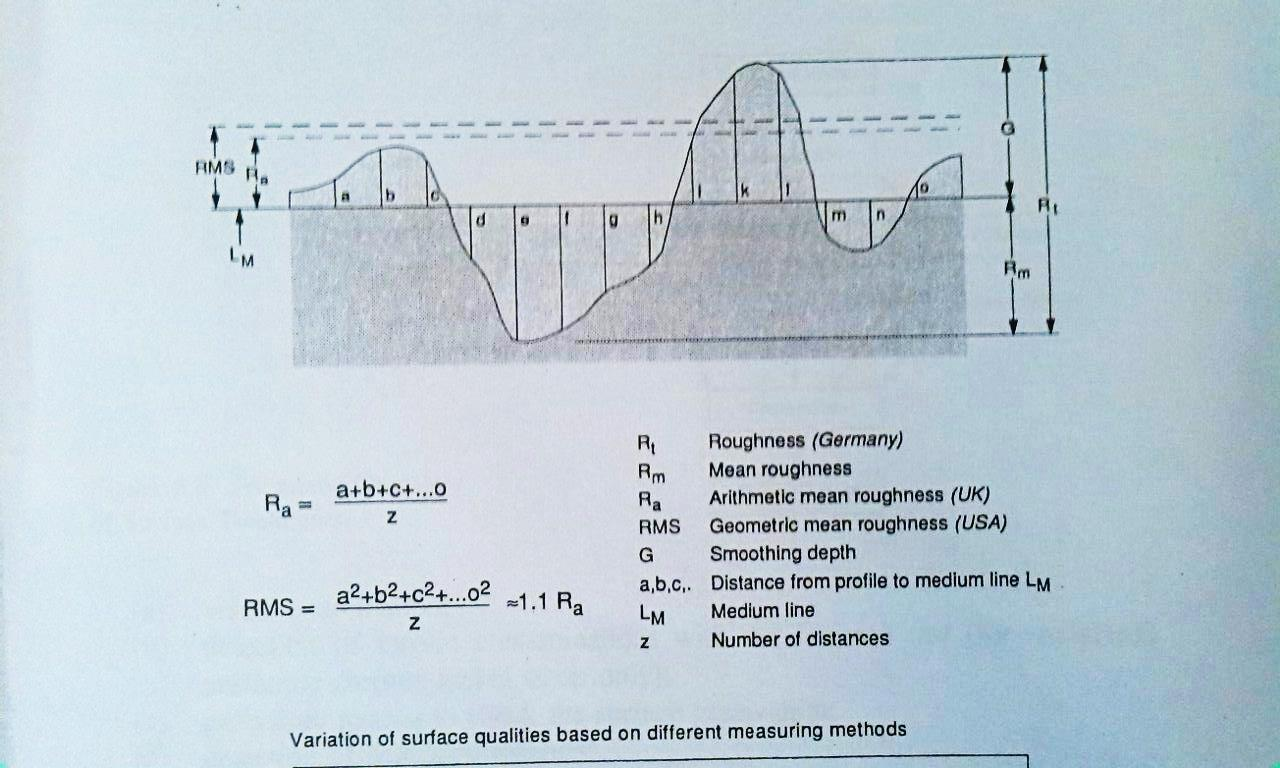 G
RMS
Ra
a
b
c
l
k
l
o
Rt
d
e
f
g
h
m
n
LM
Rm
Rt Roughness (Germany)
Rm Mean roughness
Ra = a+b+c+...o / z
Ra Arithmetic mean roughness (UK)
RMS Geometric mean roughness (USA)
G Smoothing depth
RMS = a²+b²+c²+...o² / z ≈1.1 Ra
a,b,c,. Distance from profile to medium line LM
LM Medium line
z Number of distances
Variation of surface qualities based on different measuring methods